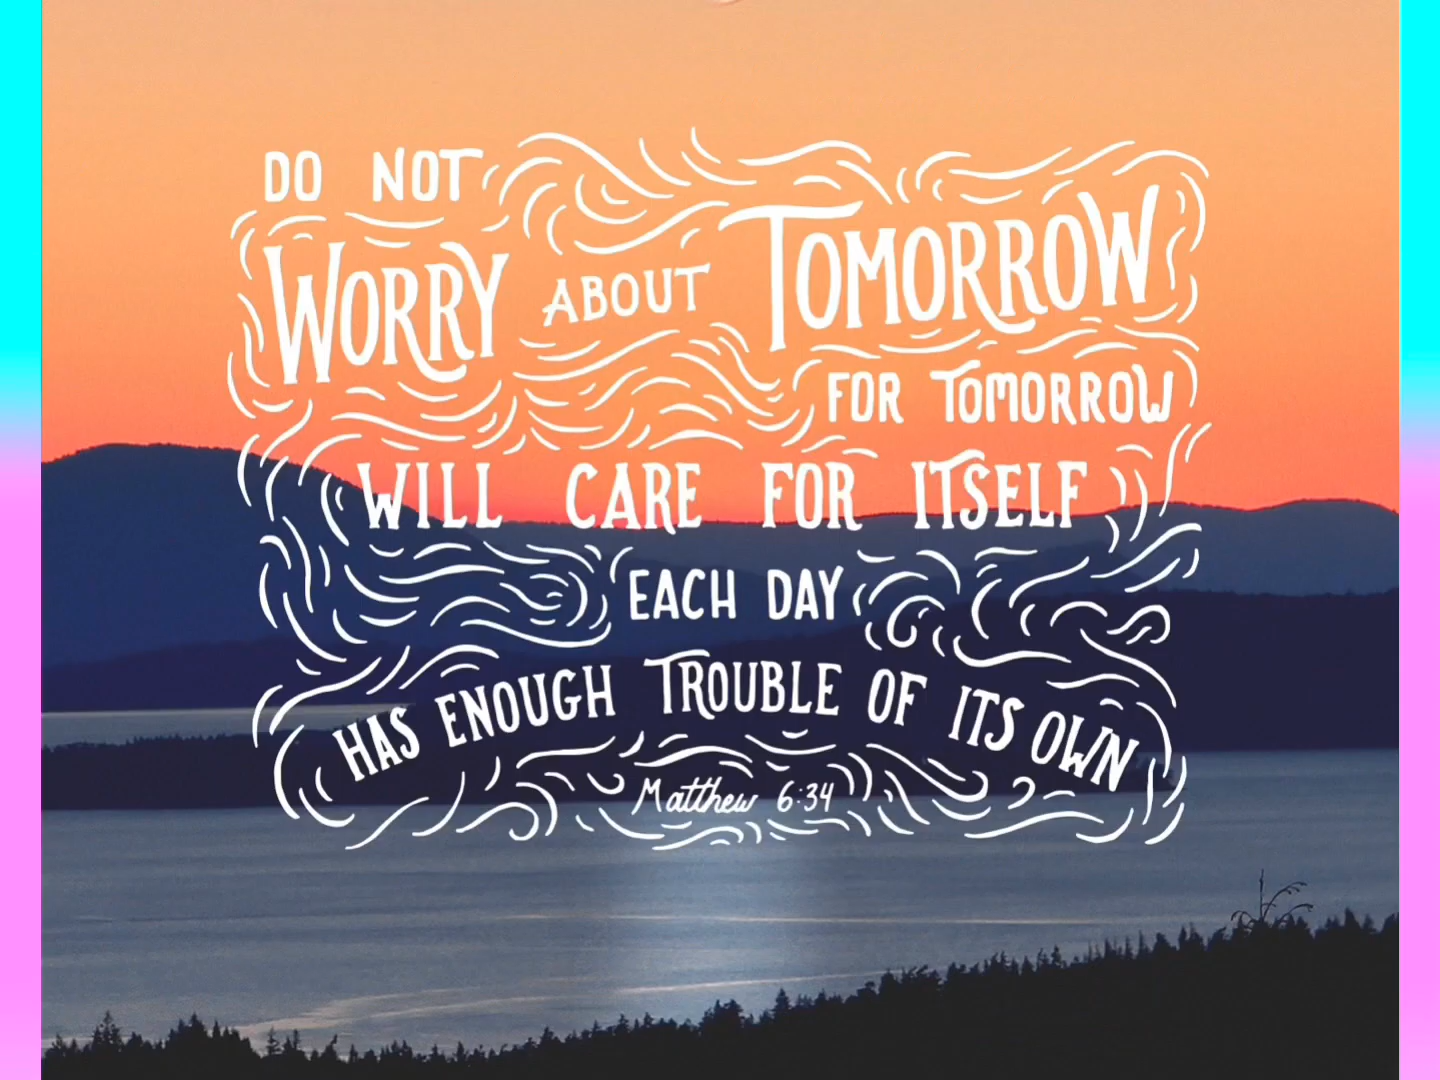 DO NOT
WORRY ABOUT TOMORROW
FOR TOMORROW
WILL CARE FOR ITSELF
EACH DAY
HAS ENOUGH TROUBLE OF ITS OWN
Matthew 6:34